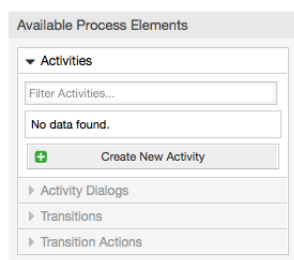 Available Process Elements
Activities
Filter Activities...
No data found.
Create New Activity
Activity Dialogs
Transitions
Transition Actions